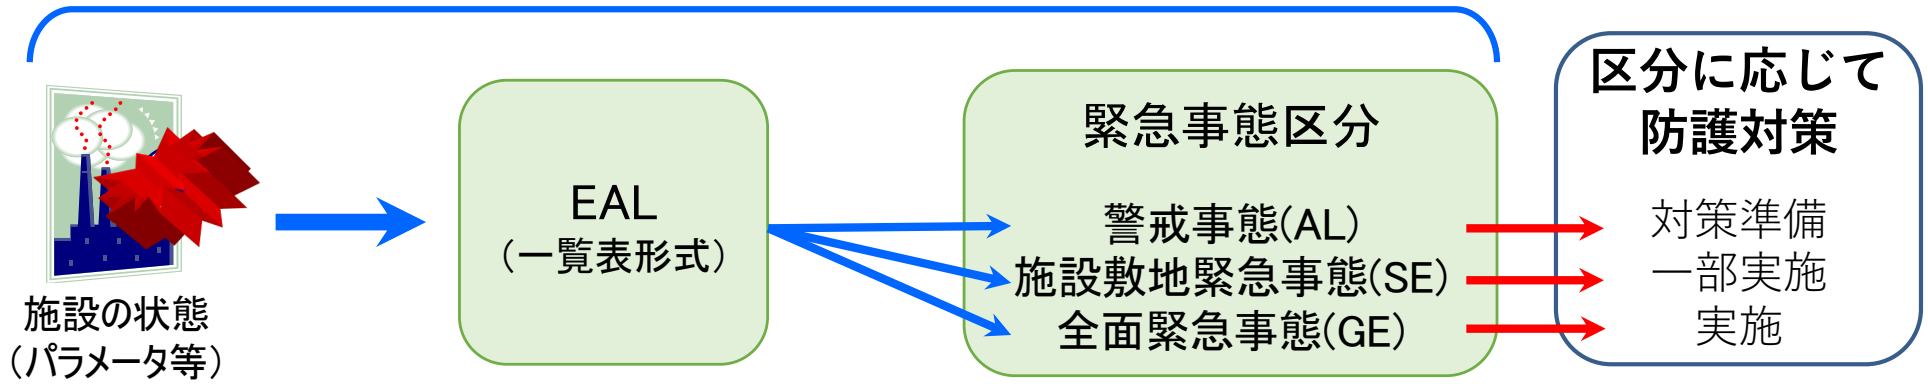 施設の状態
（パラメータ等）
EAL
（一覧表形式）
緊急事態区分
警戒事態(AL)
施設敷地緊急事態(SE)
全面緊急事態(GE)
区分に応じて
防護対策
対策準備
一部実施
実施